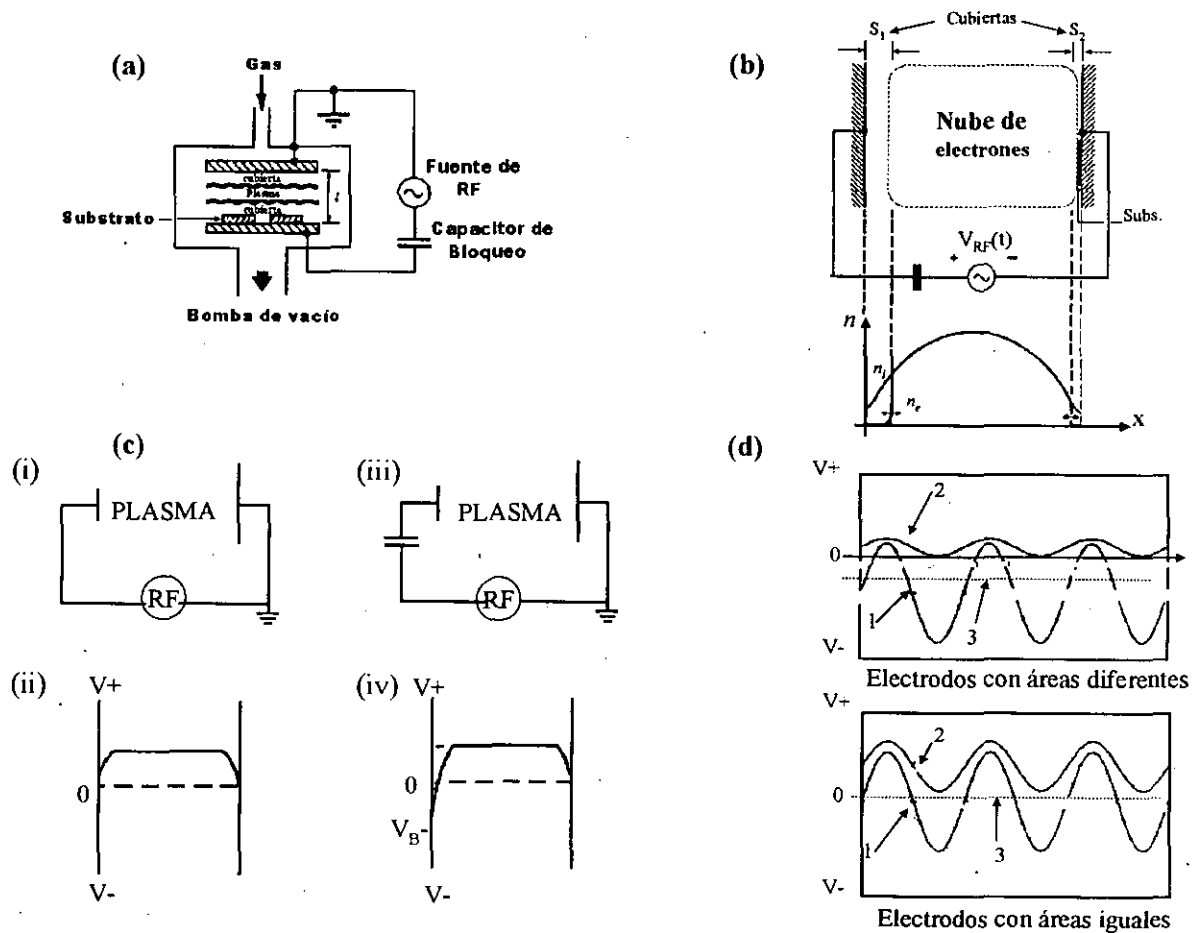 (a)
Gas
cubierta
Plasma
cubierta
Substrato
Fuente de
RF
Capacitor de
Bloqueo
Bomba de vacío
(b)
Cubiertas
S1
S2
Nube de
electrones
Subs.
VRF(t)
+
-
n
ni
ne
x
(c)
(i)
PLASMA
RF
(iii)
PLASMA
RF
(ii)
V+
0
V-
(iv)
V+
0
VB-
V-
(d)
V+
2
0
1
3
V-
Electrodos con áreas diferentes
V+
2
0
1
3
V-
Electrodos con áreas iguales